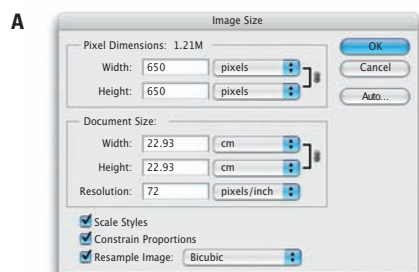 A
Image Size
Pixel Dimensions: 1.21M
Width: 650 pixels
Height: 650 pixels
OK
Cancel
Auto...
Document Size:
Width: 22.93 cm
Height: 22.93 cm
Resolution: 72 pixels/inch
Scale Styles
Constrain Proportions
Resample Image: Bicubic